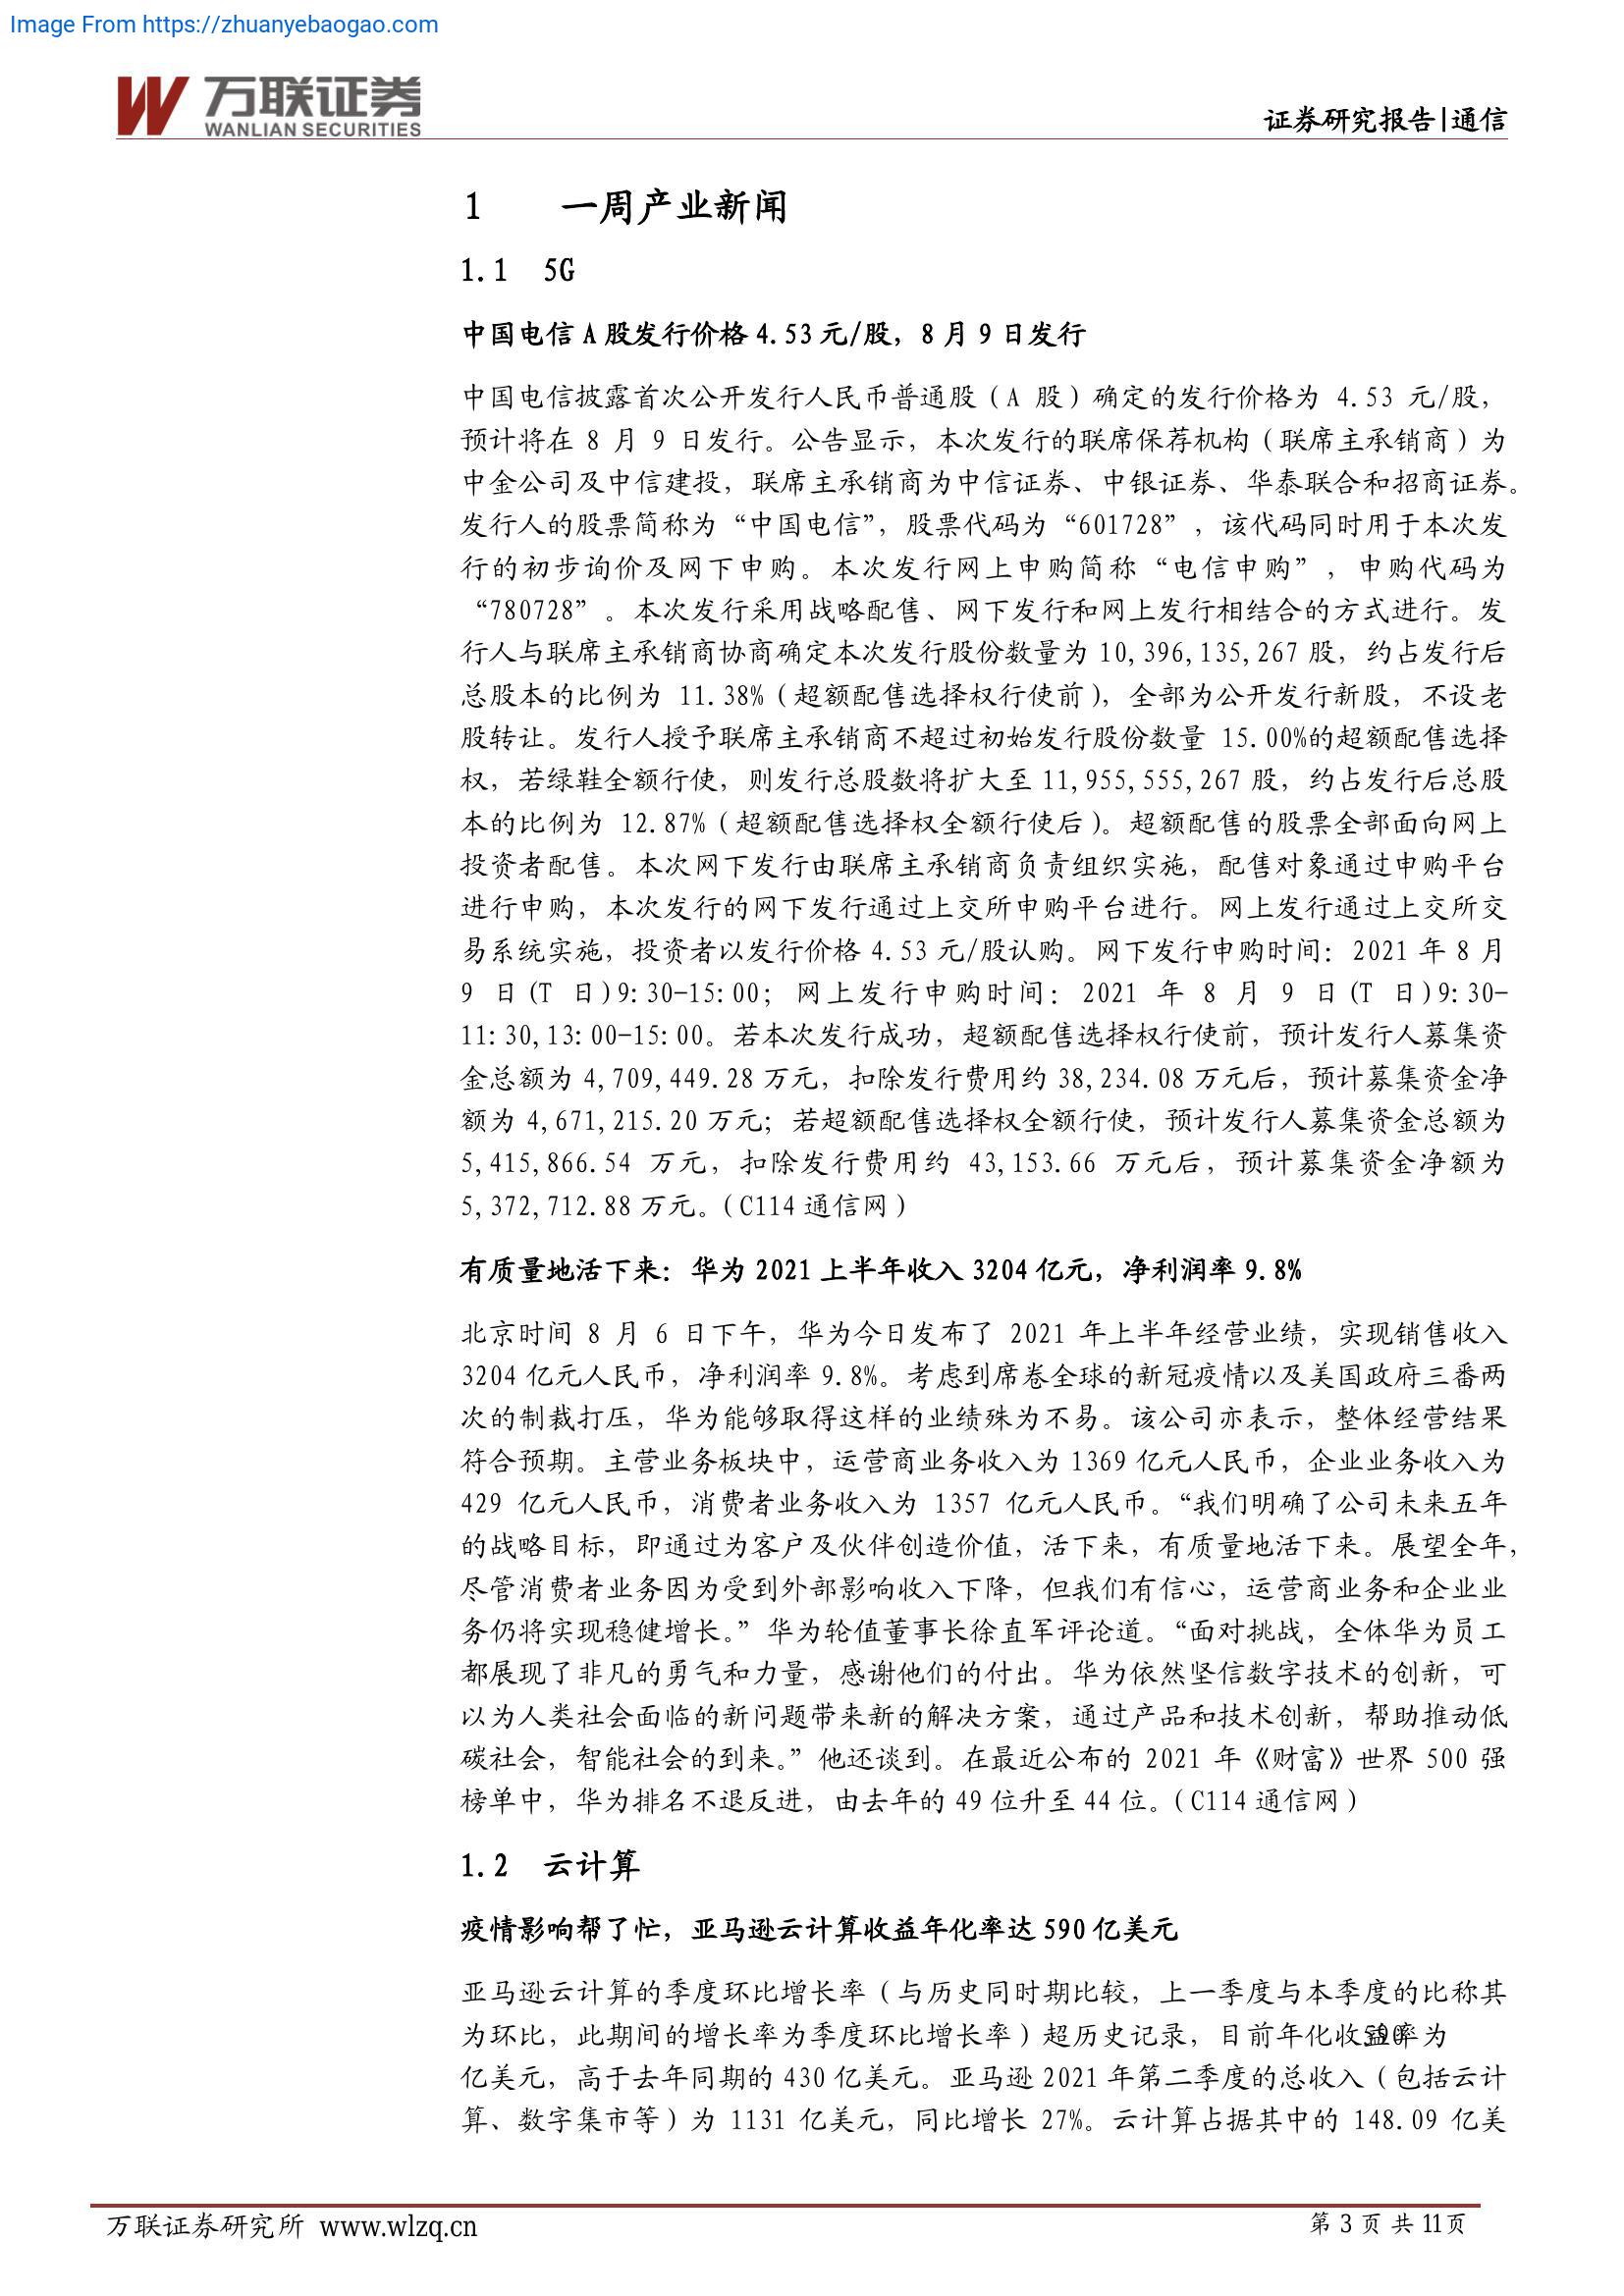 Image From https://zhuanyebaogao.com
万联证券
WANLIAN SECURITIES
证券研究报告|通信
1 一周产业新闻
1.1 5G
中国电信 A 股发行价格 4.53 元/股，8 月 9 日发行
中国电信披露首次公开发行人民币普通股（A 股）确定的发行价格为 4.53 元/股，
预计将在 8 月 9 日发行。公告显示，本次发行的联席保荐机构（联席主承销商）为
中金公司及中信建投，联席主承销商为中信证券、中银证券、华泰联合和招商证券。
发行人的股票简称为“中国电信”，股票代码为“601728”，该代码同时用于本次发
行的初步询价及网下申购。本次发行网上申购简称“电信申购”，申购代码为
“780728”。本次发行采用战略配售、网下发行和网上发行相结合的方式进行。发
行人与联席主承销商协商确定本次发行股份数量为 10,396,135,267 股，约占发行后
总股本的比例为 11.38%（超额配售选择权行使前），全部为公开发行新股，不设老
股转让。发行人授予联席主承销商不超过初始发行股份数量 15.00%的超额配售选择
权，若绿鞋全额行使，则发行总股数将扩大至 11,955,555,267 股，约占发行后总股
本的比例为 12.87%（超额配售选择权全额行使后）。超额配售的股票全部面向网上
投资者配售。本次网下发行由联席主承销商负责组织实施，配售对象通过申购平台
进行申购，本次发行的网下发行通过上交所申购平台进行。网上发行通过上交所交
易系统实施，投资者以发行价格 4.53 元/股认购。网下发行申购时间：2021 年 8 月
9 日(T 日)9:30-15:00；网上发行申购时间：2021 年 8 月 9 日(T 日)9:30-
11:30,13:00-15:00。若本次发行成功，超额配售选择权行使前，预计发行人募集资
金总额为 4,709,449.28 万元，扣除发行费用约 38,234.08 万元后，预计募集资金净
额为 4,671,215.20 万元；若超额配售选择权全额行使，预计发行人募集资金总额为
5,415,866.54 万元，扣除发行费用约 43,153.66 万元后，预计募集资金净额为
5,372,712.88 万元。（C114 通信网）
有质量地活下来：华为 2021 上半年收入 3204 亿元，净利润率 9.8%
北京时间 8 月 6 日下午，华为今日发布了 2021 年上半年经营业绩，实现销售收入
3204 亿元人民币，净利润率 9.8%。考虑到席卷全球的新冠疫情以及美国政府三番两
次的制裁打压，华为能够取得这样的业绩殊为不易。该公司亦表示，整体经营结果
符合预期。主营业务板块中，运营商业务收入为 1369 亿元人民币，企业业务收入为
429 亿元人民币，消费者业务收入为 1357 亿元人民币。“我们明确了公司未来五年
的战略目标，即通过为客户及伙伴创造价值，活下来，有质量地活下来。展望全年，
尽管消费者业务因为受到外部影响收入下降，但我们有信心，运营商业务和企业业
务仍将实现稳健增长。”华为轮值董事长徐直军评论道。“面对挑战，全体华为员工
都展现了非凡的勇气和力量，感谢他们的付出。华为依然坚信数字技术的创新，可
以为人类社会面临的新问题带来新的解决方案，通过产品和技术创新，帮助推动低
碳社会，智能社会的到来。”他还谈到。在最近公布的 2021 年《财富》世界 500 强
榜单中，华为排名不退反进，由去年的 49 位升至 44 位。（C114 通信网）
1.2 云计算
疫情影响帮了忙，亚马逊云计算收益年化率达 590 亿美元
亚马逊云计算的季度环比增长率（与历史同时期比较，上一季度与本季度的比称其
为环比，此期间的增长率为季度环比增长率）超历史记录，目前年化收益率为 590
亿美元，高于去年同期的 430 亿美元。亚马逊 2021 年第二季度的总收入（包括云计
算、数字集市等）为 1131 亿美元，同比增长 27%。云计算占据其中的 148.09 亿美
万联证券研究所 www.wlzq.cn
第 3 页 共 11 页